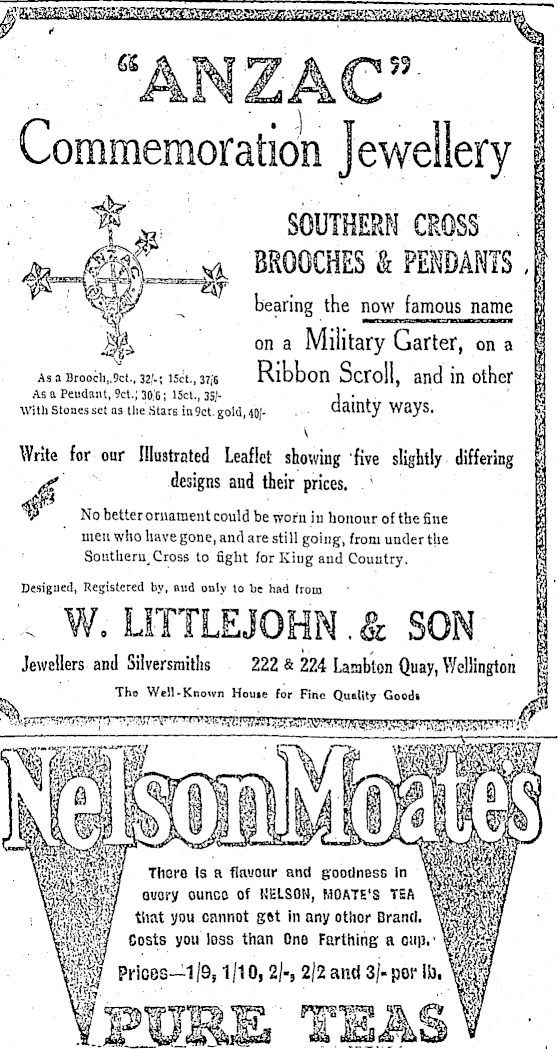 "ANZAC"
Commemoration Jewellery
ANZAC
SOUTHERN CROSS
BROOCHES & PENDANTS,
bearing the now famous name
on a Military Garter, on a
Ribbon Scroll, and in other
dainty ways.
As a Brooch, 9ct., 32/-; 15ct., 37/6
As a Pendant, 9ct., 30/6; 15ct., 35/-
With Stones set as the Stars in 9ct. gold, 40/-
Write for our Illustrated Leaflet showing five slightly differing
designs and their prices.
No better ornament could be worn in honour of the fine
men who have gone, and are still going, from under the
Southern Cross to fight for King and Country.
Designed, Registered by, and only to be had from
W. LITTLEJOHN & SON
Jewellers and Silversmiths 222 & 224 Lambton Quay, Wellington
The Well-Known House for Fine Quality Goods
Nelson Moate's
There is a flavour and goodness in
every ounce of NELSON, MOATE'S TEA
that you cannot get in any other Brand.
Costs you less than One Farthing a cup.
Prices—1/9, 1/10, 2/-, 2/2 and 3/- per lb.
PURE TEAS